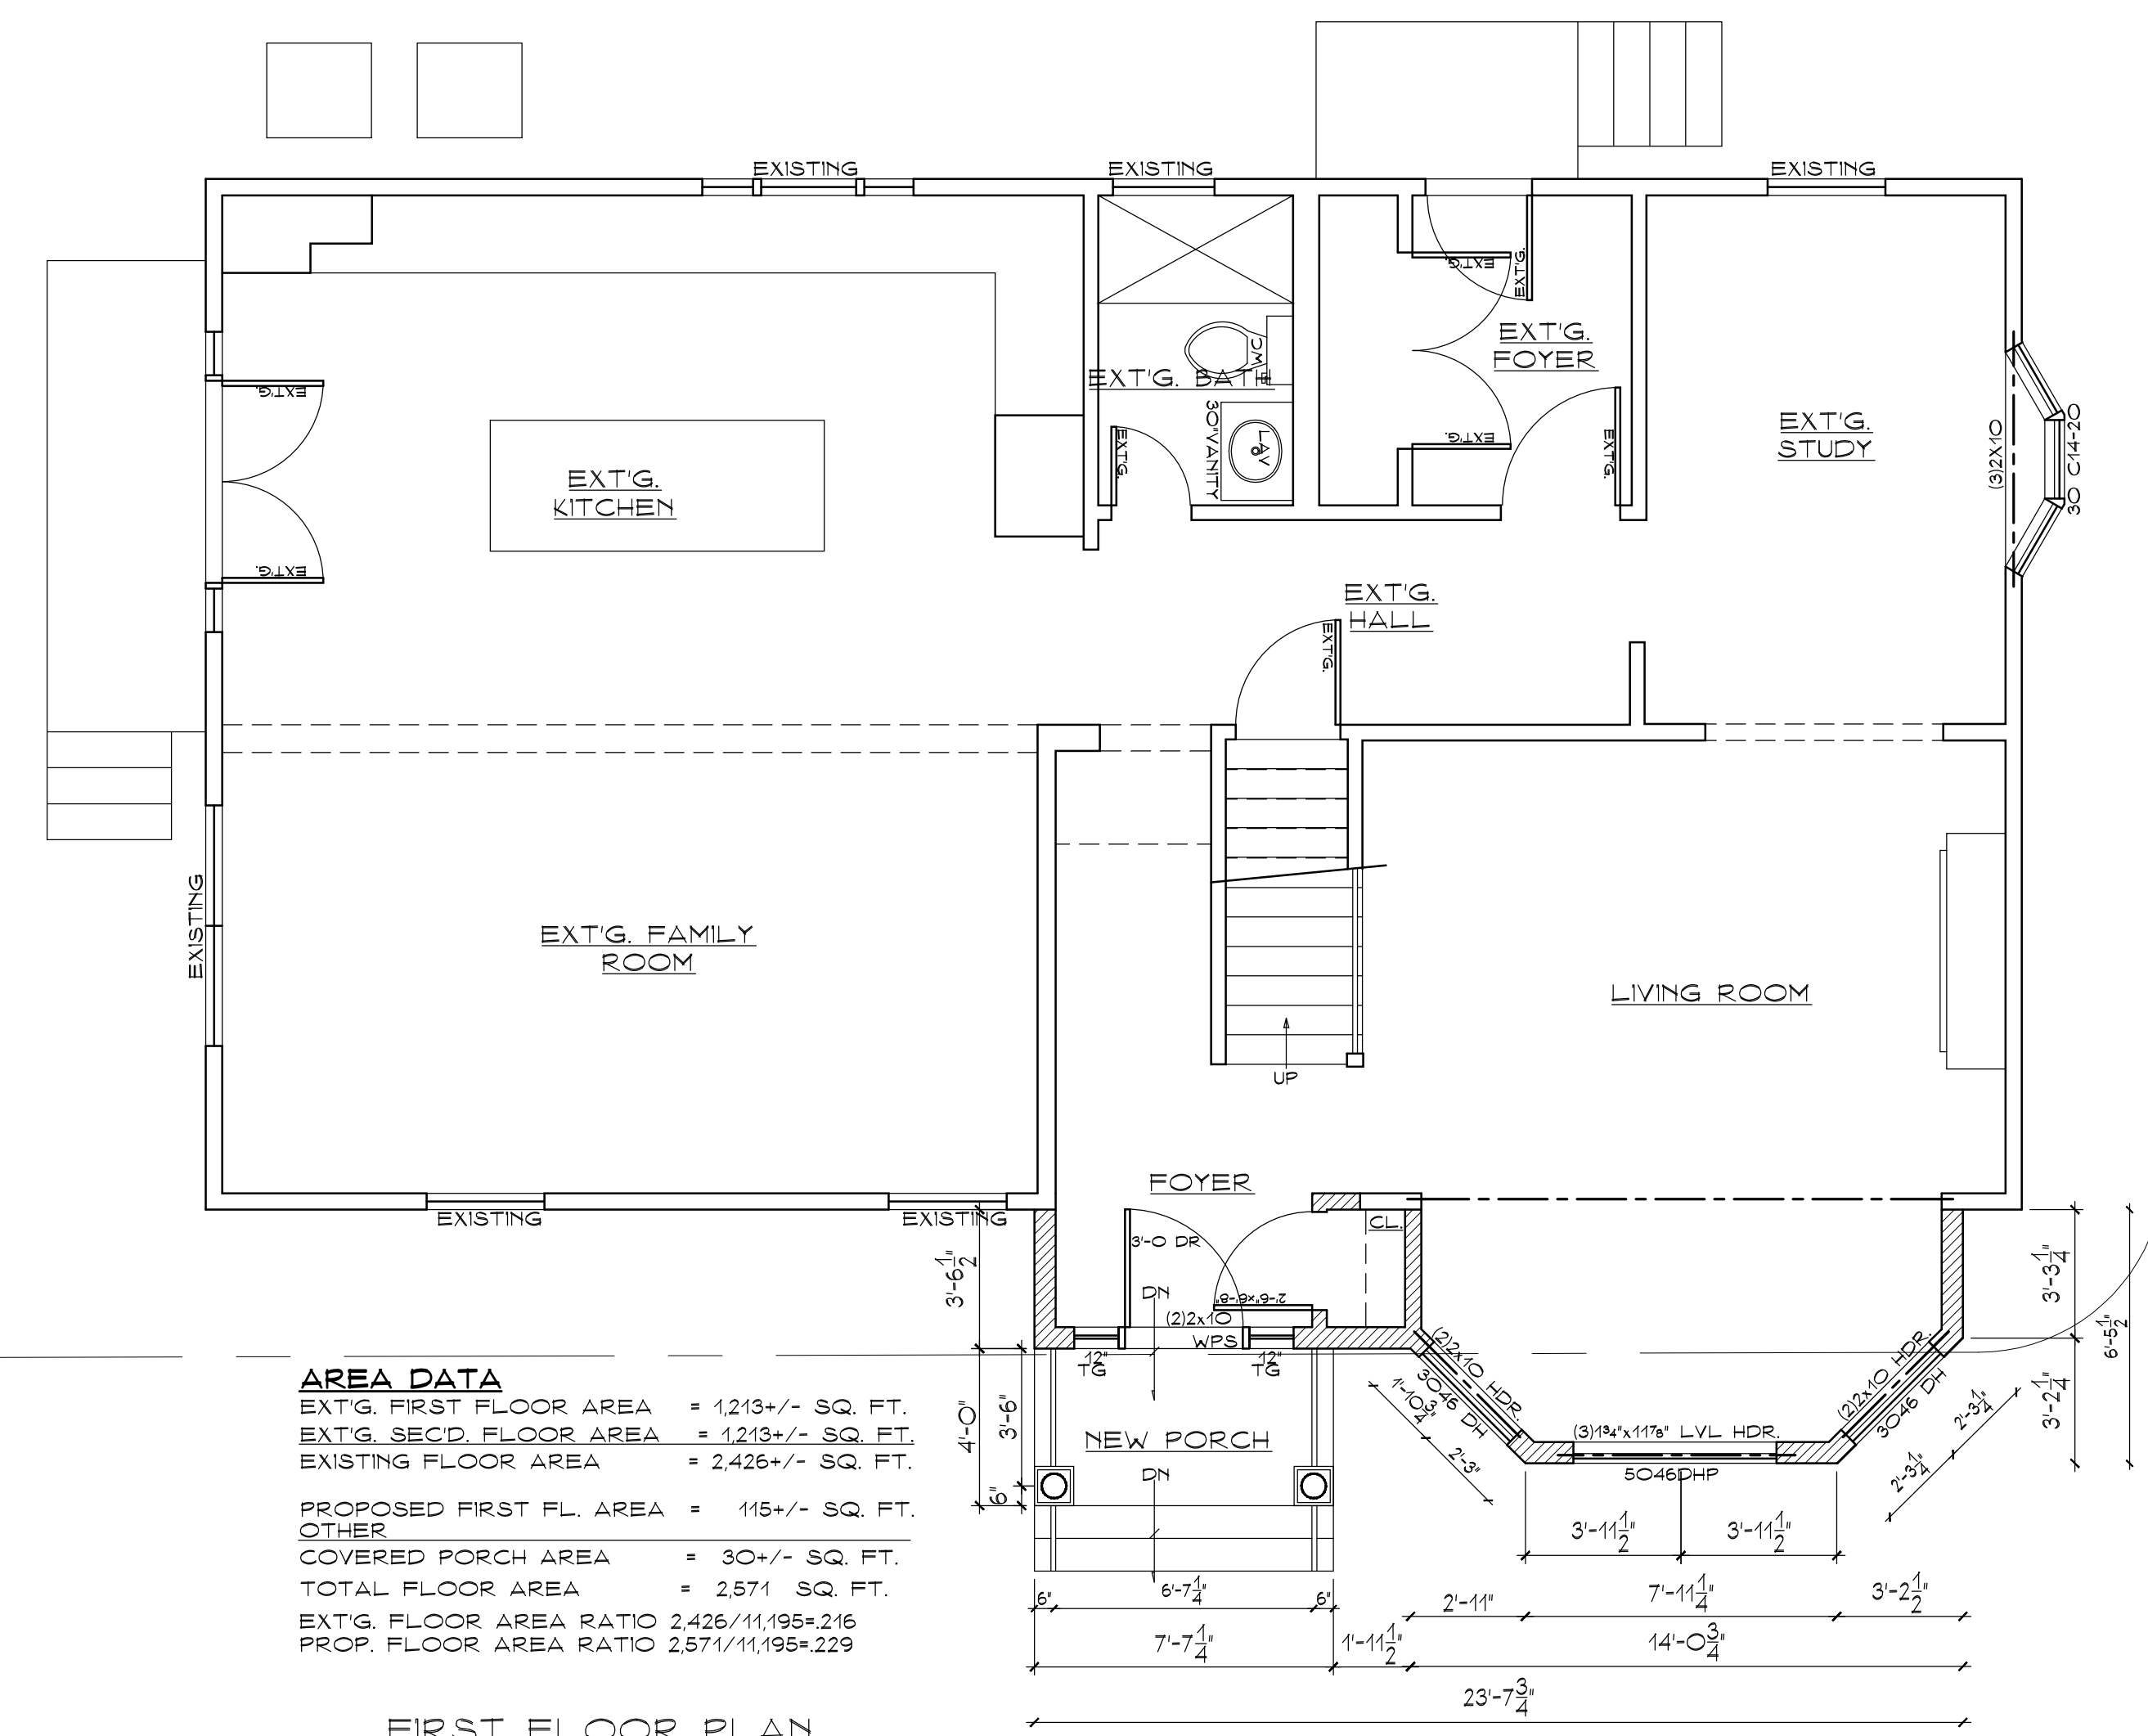 EXISTING
EXISTING
EXISTING
EXT'G.
EXT'G.
EXT'G.
FOYER
WC
EXT'G. BATH
EXT'G.
30"VANITY
LAV
EXT'G.
EXT'G.
EXT'G.
EXT'G.
STUDY
(3)2X10
30 C14-20
EXT'G.
KITCHEN
EXT'G.
EXT'G.
HALL
EXT'G.
EXISTING
EXT'G. FAMILY
ROOM
LIVING ROOM
UP
FOYER
EXISTING
EXISTING
CL.
3'-0 DR
3'-6 1/2"
DN
2'-6"x6'-8"
(2)2x10
WPS
12"
TG
12"
TG
3'-3 1/4"
6'-5 1/2"
3'-2 1/4"
(2)2x10 HDR.
3046 DH
1'-10 3/4"
2'-3"
(2)2x10 HDR.
3046 DH
2'-3 1/4"
2'-3 1/4"
(3)1¾"x11⅞" LVL HDR.
5046DHP
4'-0"
3'-6"
6"
NEW PORCH
DN
AREA DATA
EXT'G. FIRST FLOOR AREA = 1,213+/- SQ. FT.
EXT'G. SEC'D. FLOOR AREA = 1,213+/- SQ. FT.
EXISTING FLOOR AREA = 2,426+/- SQ. FT.
PROPOSED FIRST FL. AREA = 115+/- SQ. FT.
OTHER
COVERED PORCH AREA = 30+/- SQ. FT.
TOTAL FLOOR AREA = 2,571 SQ. FT.
EXT'G. FLOOR AREA RATIO 2,426/11,195=.216
PROP. FLOOR AREA RATIO 2,571/11,195=.229
3'-11 1/2"
3'-11 1/2"
6"
6'-7 1/4"
6"
2'-11"
7'-11 1/4"
3'-2 1/2"
7'-7 1/4"
1'-11 1/2"
14'-0 3/4"
23'-7 3/4"
FIRST FLOOR PLAN